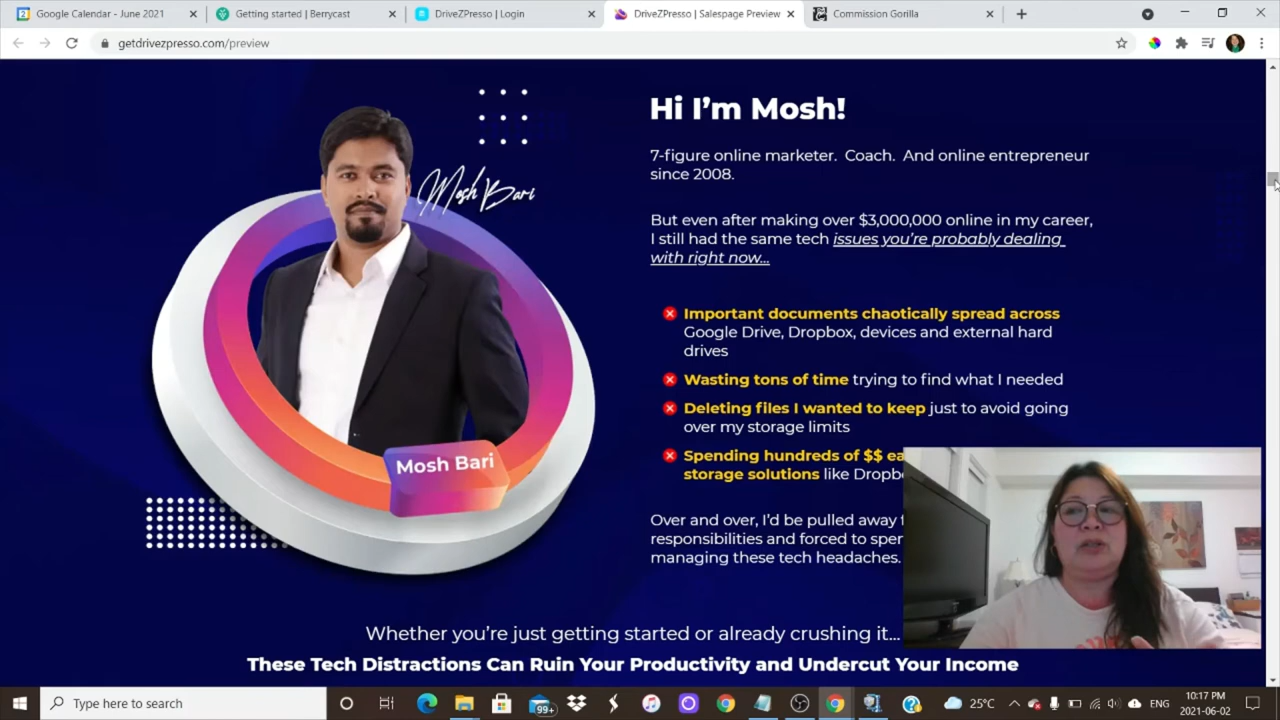 Google Calendar - June 2021
Getting started | Berrycast
DriveZPresso | Login
DriveZPresso | Salespage Preview
Commission Gorilla
getdrivezpresso.com/preview
Hi I'm Mosh!
7-figure online marketer. Coach. And online entrepreneur
since 2008.
But even after making over $3,000,000 online in my career,
I still had the same tech issues you're probably dealing
with right now...
Important documents chaotically spread across
Google Drive, Dropbox, devices and external hard
drives
Wasting tons of time trying to find what I needed
Deleting files I wanted to keep just to avoid going
over my storage limits
Spending hundreds of $$ ea
storage solutions like Dropb
Over and over, I'd be pulled away
responsibilities and forced to spen
managing these tech headaches.
Mosh Bari
Mosh Bari
Whether you're just getting started or already crushing it...
These Tech Distractions Can Ruin Your Productivity and Undercut Your Income
Type here to search
99+
25°C
ENG
10:17 PM
2021-06-02